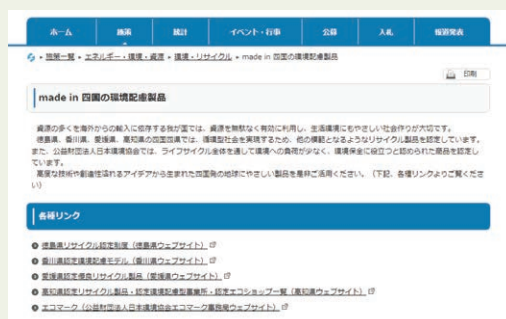 ホーム 施策 統計 イベント・行事 公募 入札 報道発表
▸ 施策一覧 ▸ エネルギー・環境・資源 ▸ 環境・リサイクル ▸ made in 四国の環境配慮製品
印刷
made in 四国の環境配慮製品
資源の多くを海外からの輸入に依存する我が国では、資源を無駄なく有効に利用し、生活環境にもやさしい社会作りが大切です。
徳島県、香川県、愛媛県、高知県の四国四県では、循環型社会を実現するため、他の模範となるようなリサイクル製品を認定しています。
また、公益財団法人日本環境協会では、ライフサイクル全体を通して環境への負荷が少なく、環境保全に役立つと認められた商品を認定し
ています。
高度な技術や創造性溢れるアイデアから生まれた四国発の地球にやさしい製品を是非ご活用ください。（下記、各種リンクよりご覧くださ
い）
各種リンク
徳島県リサイクル認定制度（徳島県ウェブサイト）
香川県認定環境配慮モデル（香川県ウェブサイト）
愛媛県認定優良リサイクル製品（愛媛県ウェブサイト）
高知県認定リサイクル製品・認定環境配慮型事業所・認定エコショップ一覧（高知県ウェブサイト）
エコマーク（公益財団法人日本環境協会エコマーク事務局ウェブサイト）